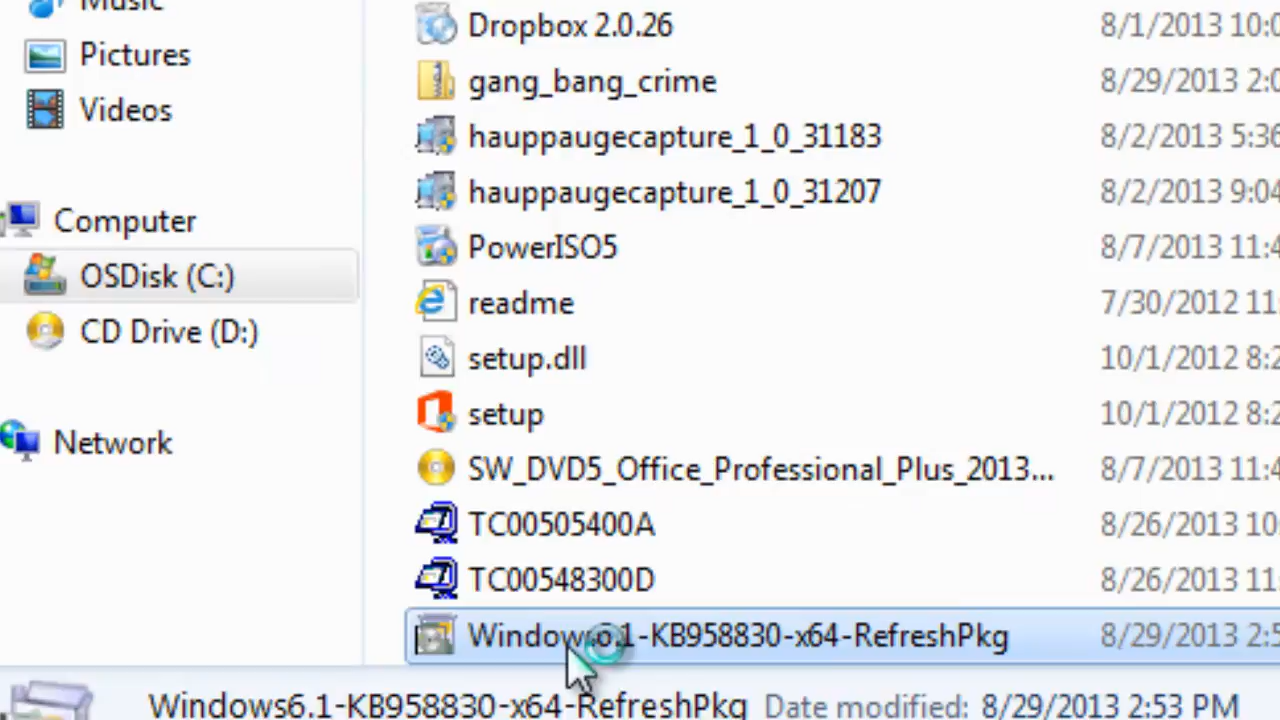 Music
Pictures
Videos
Computer
OSDisk (C:)
CD Drive (D:)
Network
Dropbox 2.0.26 8/1/2013 10:0
gang_bang_crime 8/29/2013 2:0
hauppaugecapture_1_0_31183 8/2/2013 5:36
hauppaugecapture_1_0_31207 8/2/2013 9:04
PowerISO5 8/7/2013 11:4
readme 7/30/2012 11:
setup.dll 10/1/2012 8:2
setup 10/1/2012 8:2
SW_DVD5_Office_Professional_Plus_2013... 8/7/2013 11:4
TC00505400A 8/26/2013 10:
TC00548300D 8/26/2013 11:
Windows6.1-KB958830-x64-RefreshPkg 8/29/2013 2:5
Windows6.1-KB958830-x64-RefreshPkg Date modified: 8/29/2013 2:53 PM